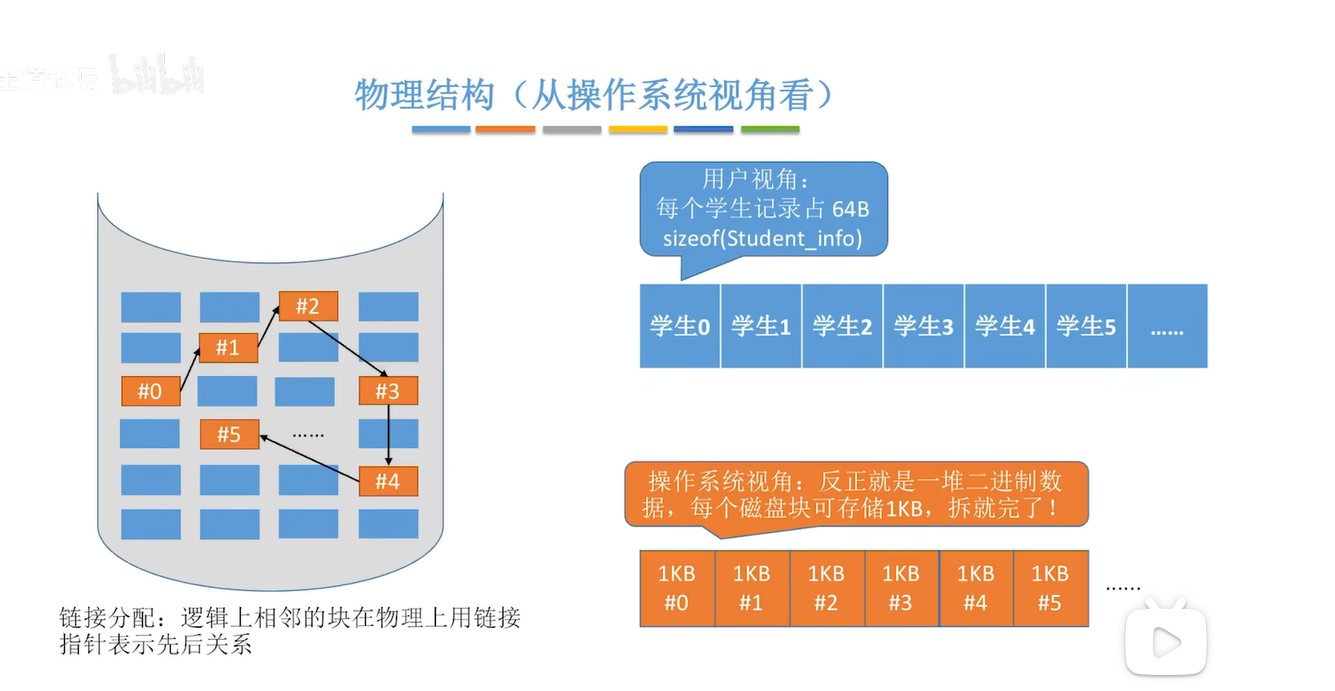 bilibili
物理结构（从操作系统视角看）
用户视角：
每个学生记录占 64B
sizeof(Student_info)
学生0 学生1 学生2 学生3 学生4 学生5 ……
#2
#1
#0
#3
#5
……
#4
操作系统视角：反正就是一堆二进制数
据，每个磁盘块可存储1KB，拆就完了！
1KB 1KB 1KB 1KB 1KB 1KB
#0 #1 #2 #3 #4 #5
……
链接分配：逻辑上相邻的块在物理上用链接
指针表示先后关系